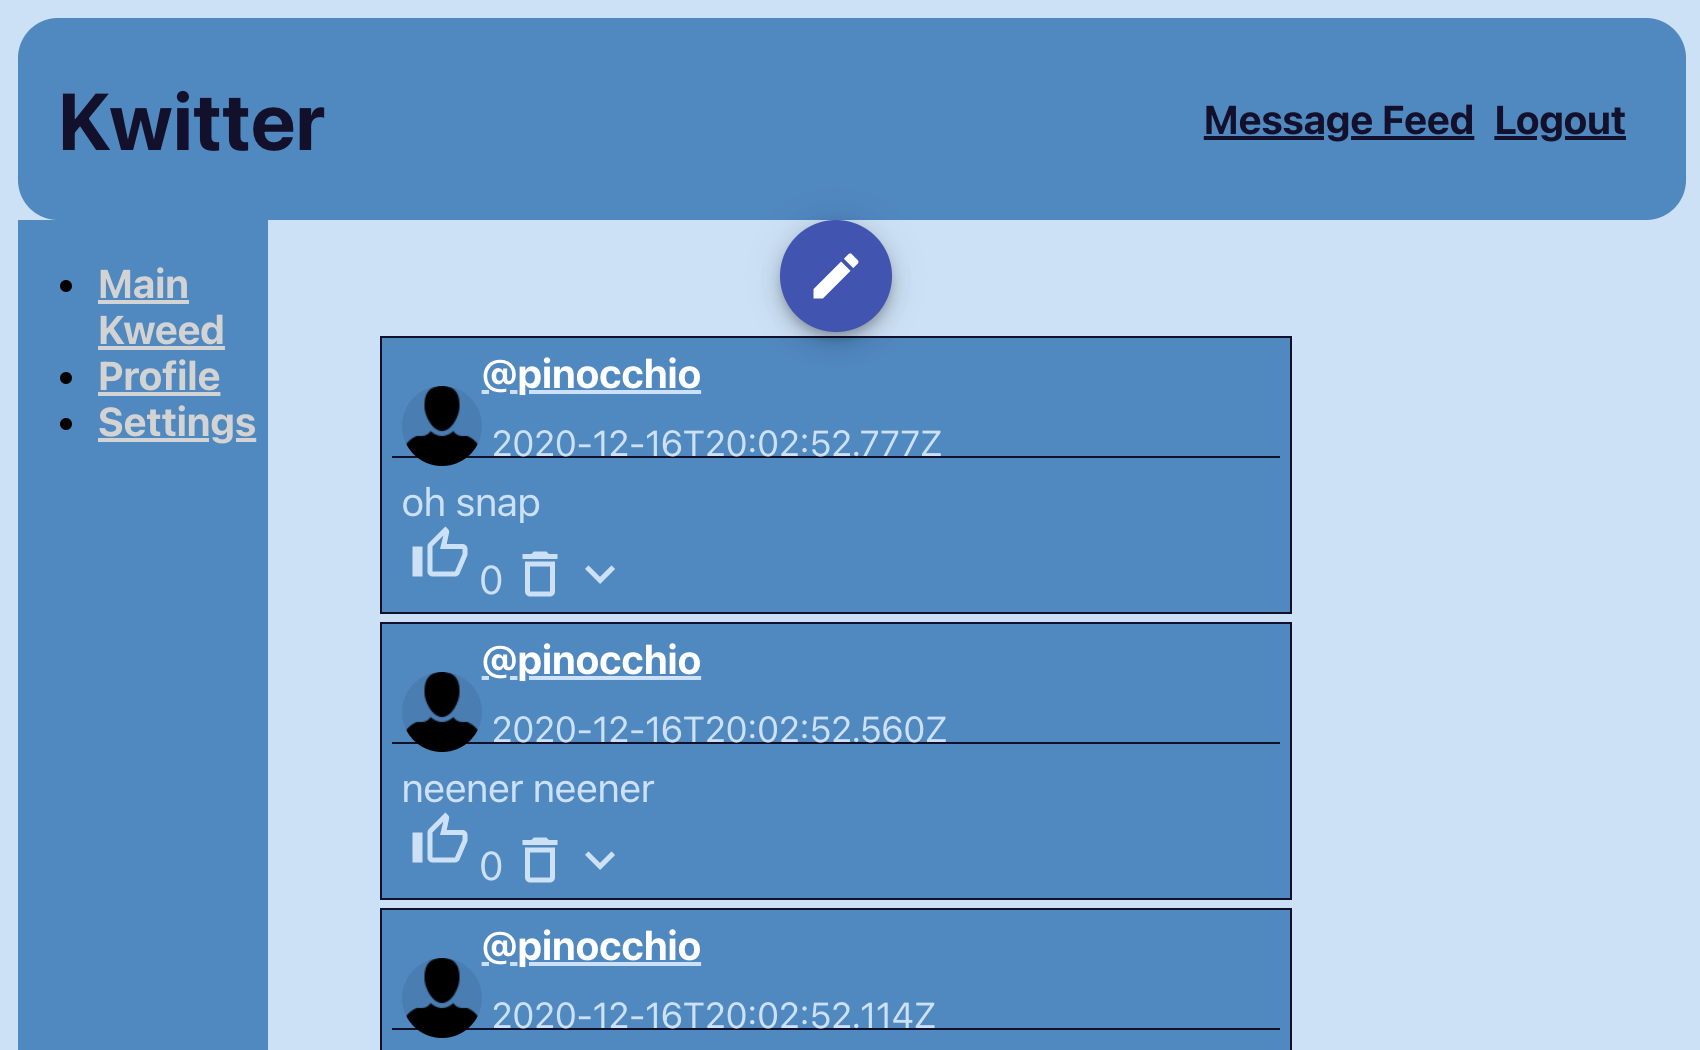 Kwitter
Message Feed Logout
Main
Kweed
Profile
Settings
@pinocchio
2020-12-16T20:02:52.777Z
oh snap
0
@pinocchio
2020-12-16T20:02:52.560Z
neener neener
0
@pinocchio
2020-12-16T20:02:52.114Z